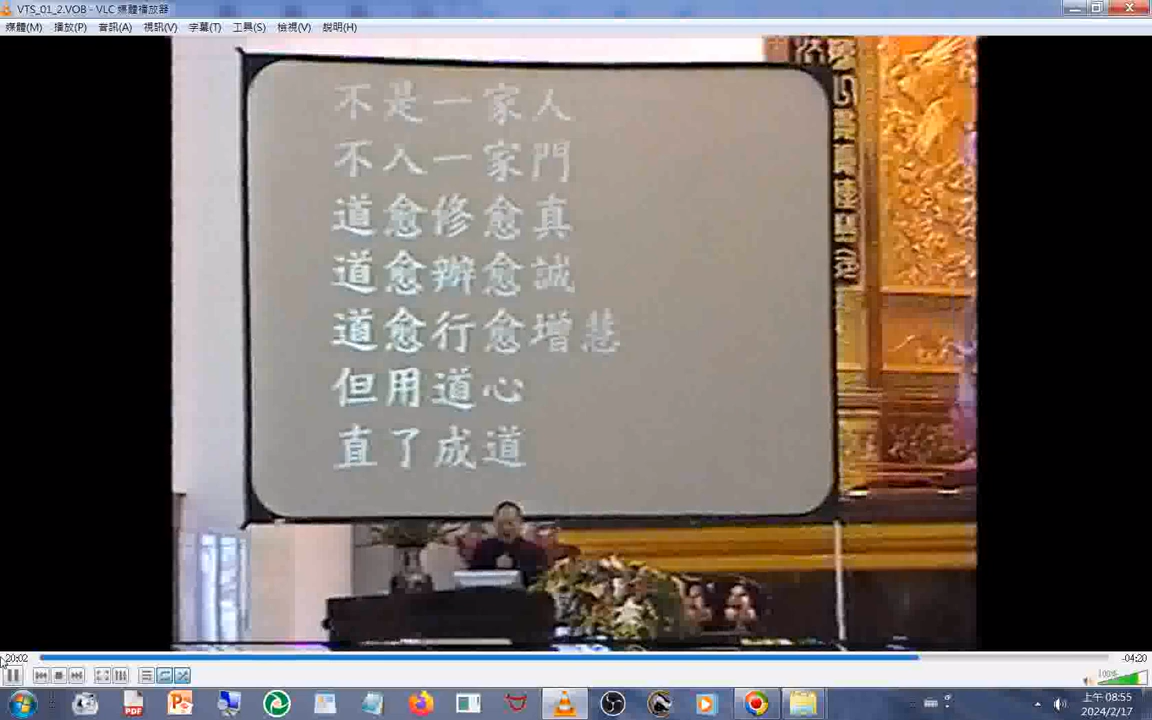 VTS_01_2.VOB - VLC 媒體播放器
媒體(M) 播放(P) 音訊(A) 視訊(V) 字幕(T) 工具(S) 檢視(V) 說明(H)
不是一家人
不入一家門
道愈修愈真
道愈辦愈誠
道愈行愈增慧
但用道心
直了成道
20:02
-04:20
100%
上午 08:55
2024/2/17